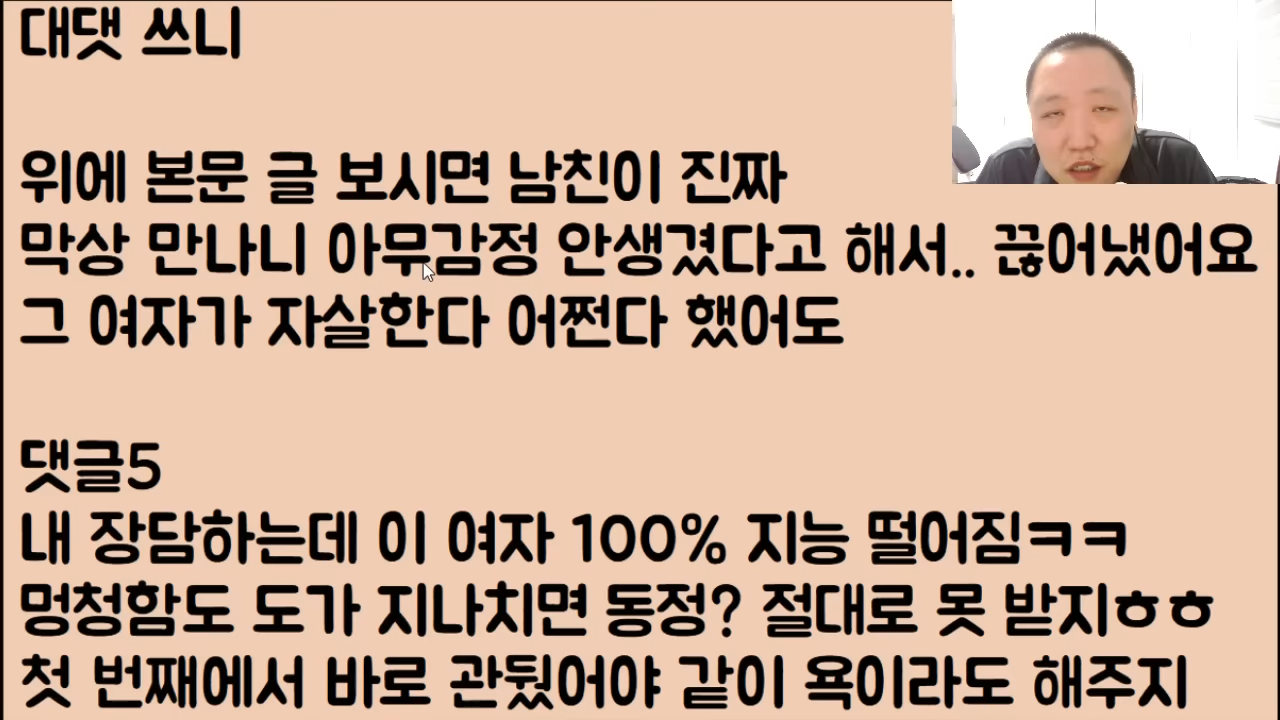 대댓 쓰니
위에 본문 글 보시면 남친이 진짜
막상 만나니 아무감정 안생겼다고 해서.. 끊어냈어요
그 여자가 자살한다 어쩐다 했어도
댓글5
내 장담하는데 이 여자 100% 지능 떨어짐ㅋㅋ
멍청함도 도가 지나치면 동정? 절대로 못 받지ㅎㅎ
첫 번째에서 바로 관뒀어야 같이 욕이라도 해주지